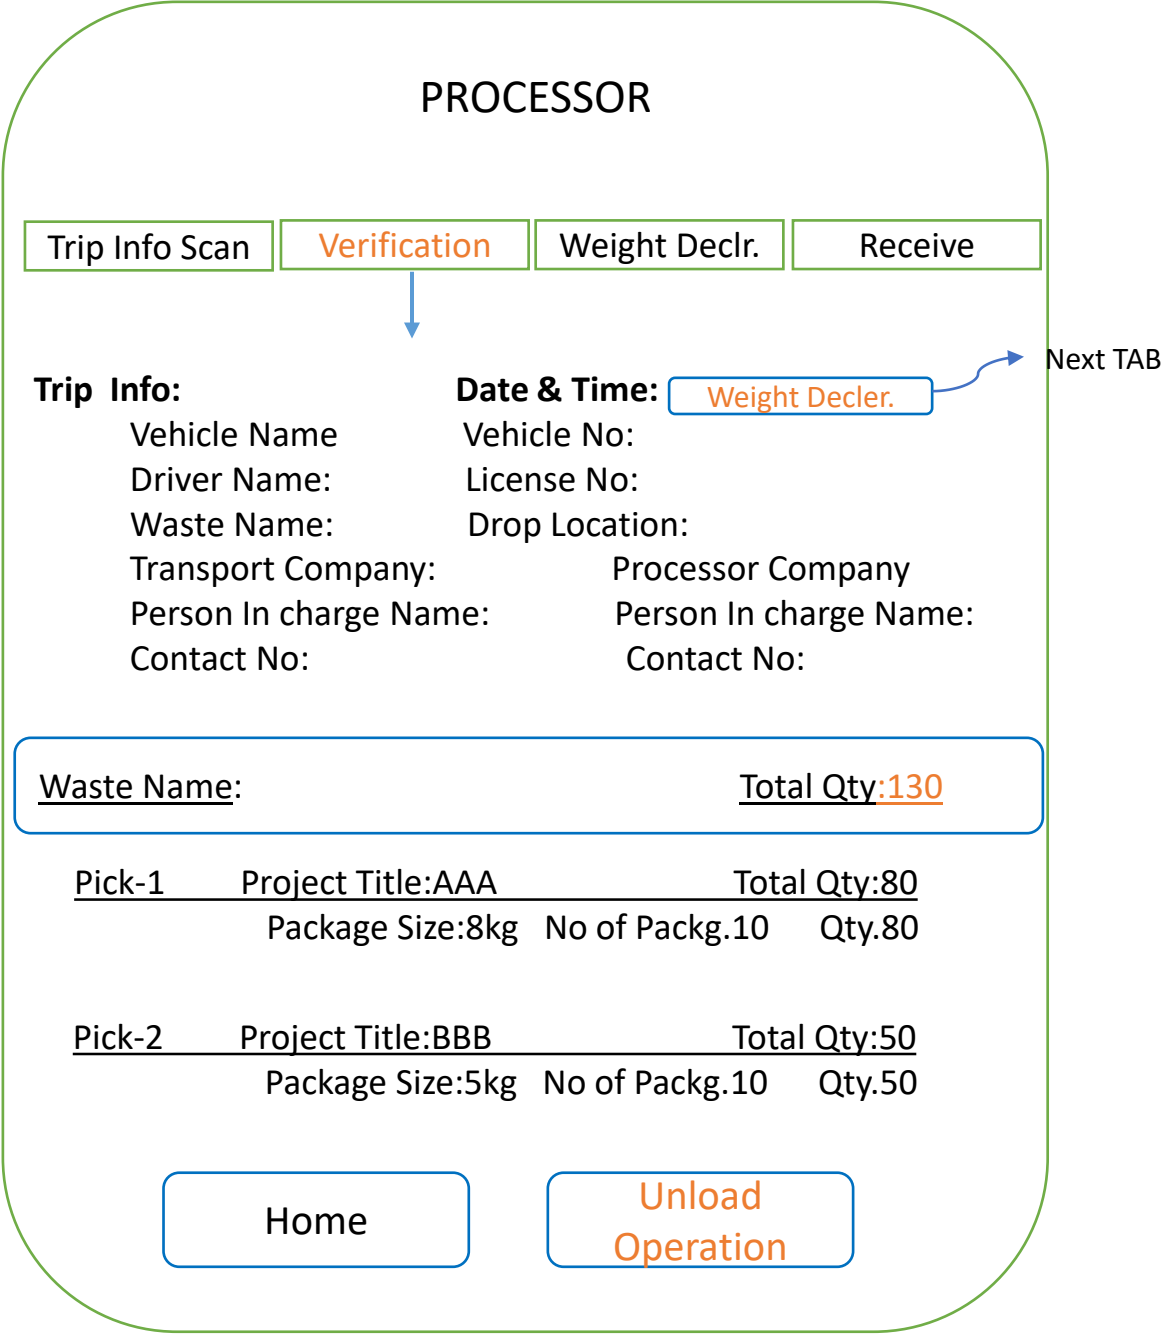 PROCESSOR
Trip Info Scan Verification Weight Declr. Receive
Next TAB
Trip Info: Date & Time: Weight Decler.
Vehicle Name Vehicle No:
Driver Name: License No:
Waste Name: Drop Location:
Transport Company: Processor Company
Person In charge Name: Person In charge Name:
Contact No: Contact No:
Waste Name: Total Qty:130
Pick-1 Project Title:AAA Total Qty:80
Package Size:8kg No of Packg.10 Qty.80
Pick-2 Project Title:BBB Total Qty:50
Package Size:5kg No of Packg.10 Qty.50
Home Unload
Operation